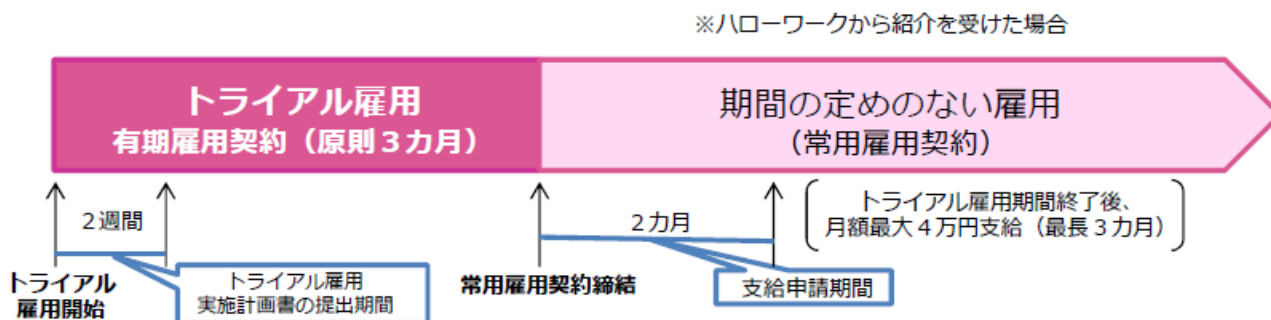 ※ハローワークから紹介を受けた場合
トライアル雇用
有期雇用契約（原則３カ月）
期間の定めのない雇用
（常用雇用契約）
２週間
２カ月
トライアル雇用期間終了後、
月額最大４万円支給（最長３カ月）
トライアル
雇用開始
トライアル雇用
実施計画書の提出期間
常用雇用契約締結
支給申請期間